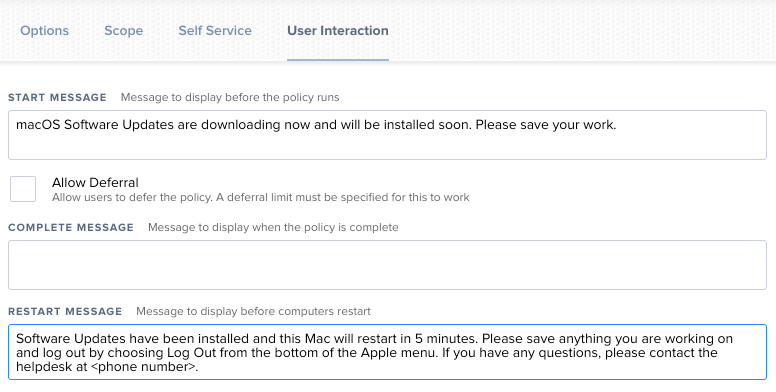 Options Scope Self Service User Interaction
START MESSAGE Message to display before the policy runs
macOS Software Updates are downloading now and will be installed soon. Please save your work.
Allow Deferral
Allow users to defer the policy. A deferral limit must be specified for this to work
COMPLETE MESSAGE Message to display when the policy is complete
RESTART MESSAGE Message to display before computers restart
Software Updates have been installed and this Mac will restart in 5 minutes. Please save anything you are working on
and log out by choosing Log Out from the bottom of the Apple menu. If you have any questions, please contact the
helpdesk at <phone number>.